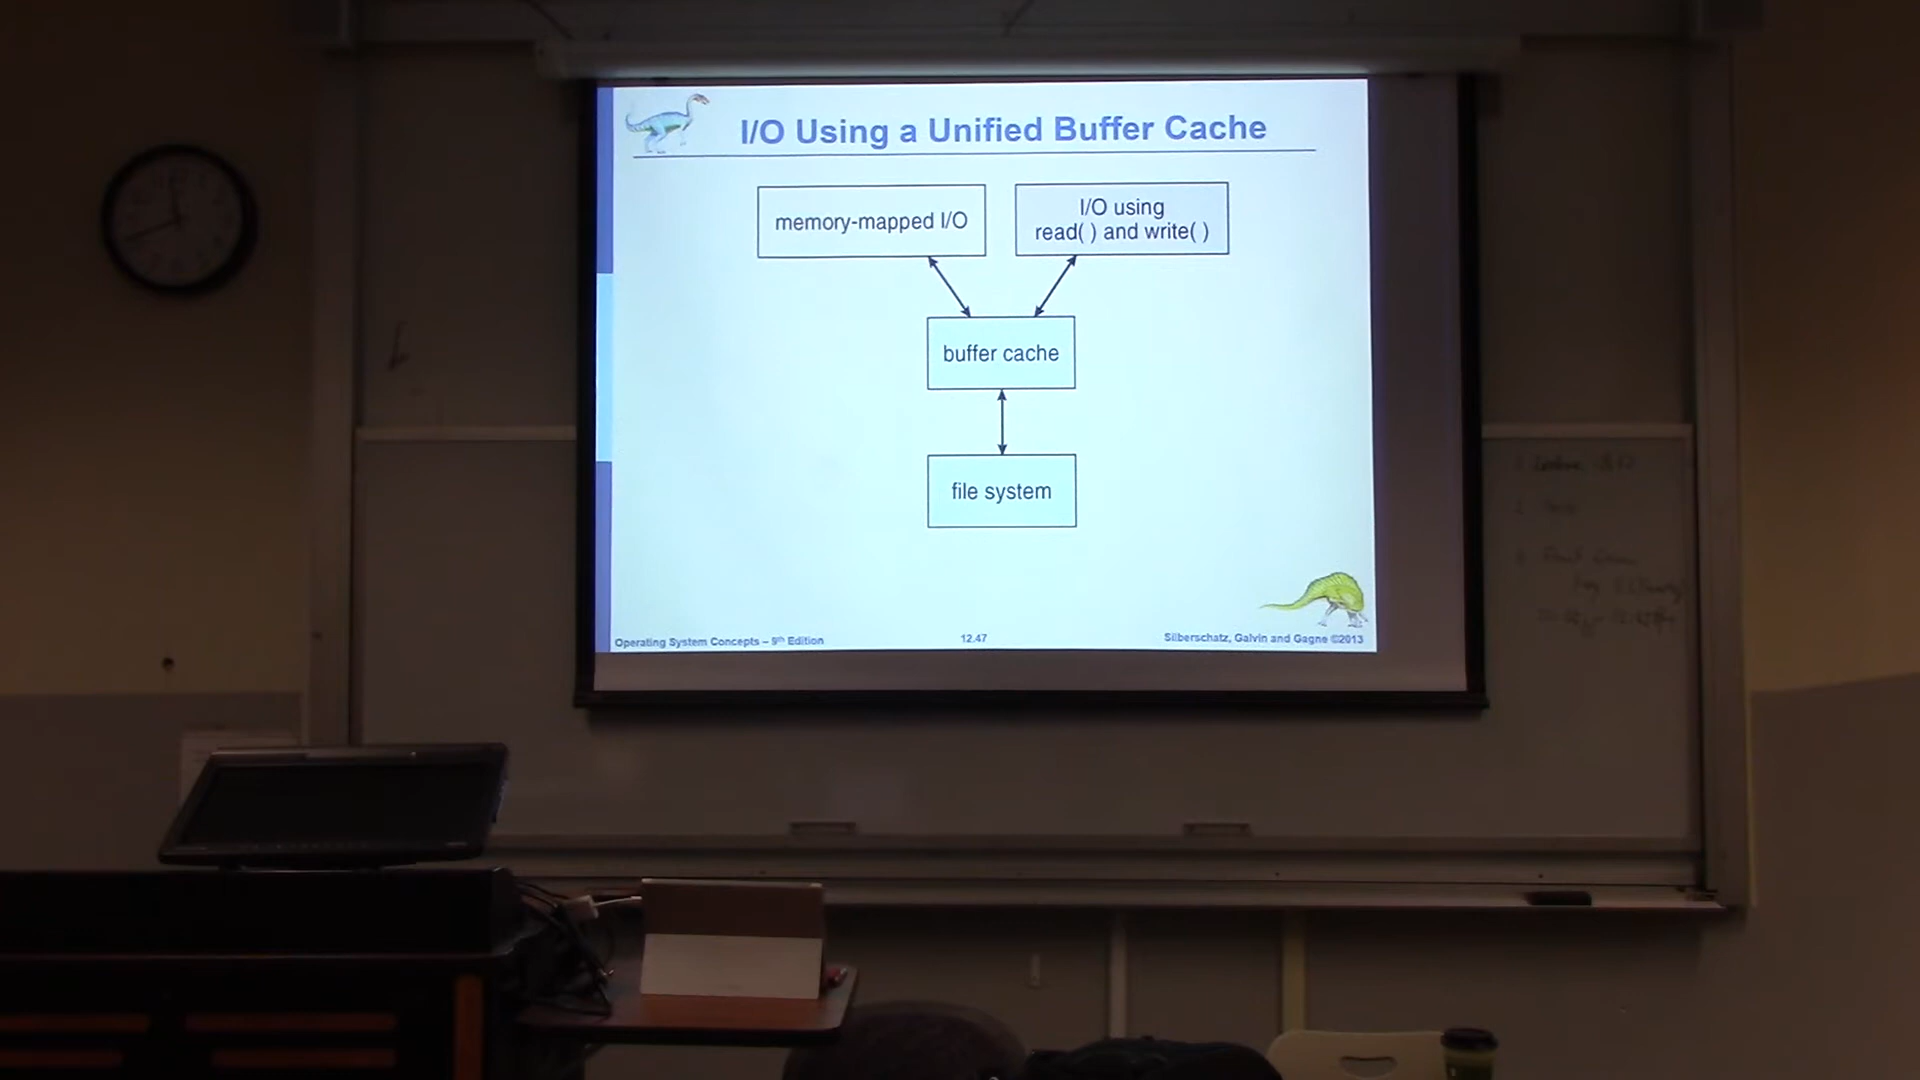 I/O Using a Unified Buffer Cache
memory-mapped I/O
I/O using
read( ) and write( )
buffer cache
file system
Operating System Concepts – 9th Edition
12.47
Silberschatz, Galvin and Gagne ©2013